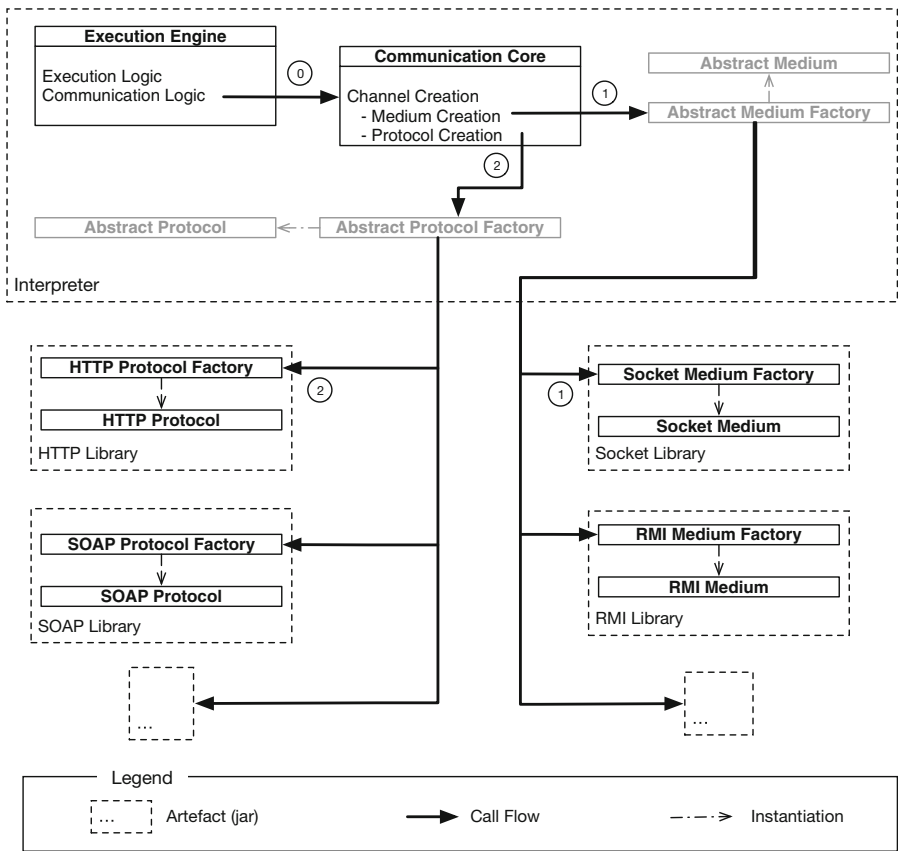 Execution Engine
Execution Logic
Communication Logic
0
Communication Core
Channel Creation
- Medium Creation
- Protocol Creation
1
Abstract Medium
Abstract Medium Factory
2
Abstract Protocol
Abstract Protocol Factory
Interpreter
HTTP Protocol Factory
HTTP Protocol
HTTP Library
2
1
Socket Medium Factory
Socket Medium
Socket Library
SOAP Protocol Factory
SOAP Protocol
SOAP Library
RMI Medium Factory
RMI Medium
RMI Library
...
...
Legend
...
Artefact (jar)
Call Flow
Instantiation